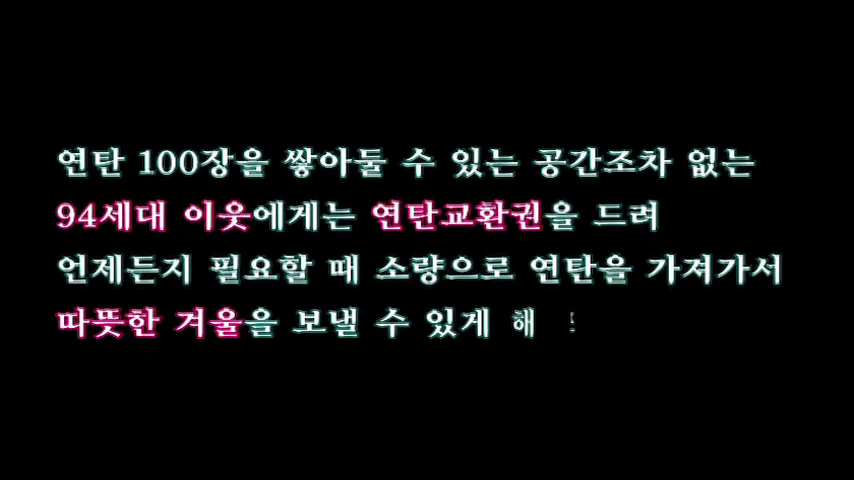 연탄 100장을 쌓아둘 수 있는 공간조차 없는
94세대 이웃에게는 연탄교환권을 드려
언제든지 필요할 때 소량으로 연탄을 가져가서
따뜻한 겨울을 보낼 수 있게 해